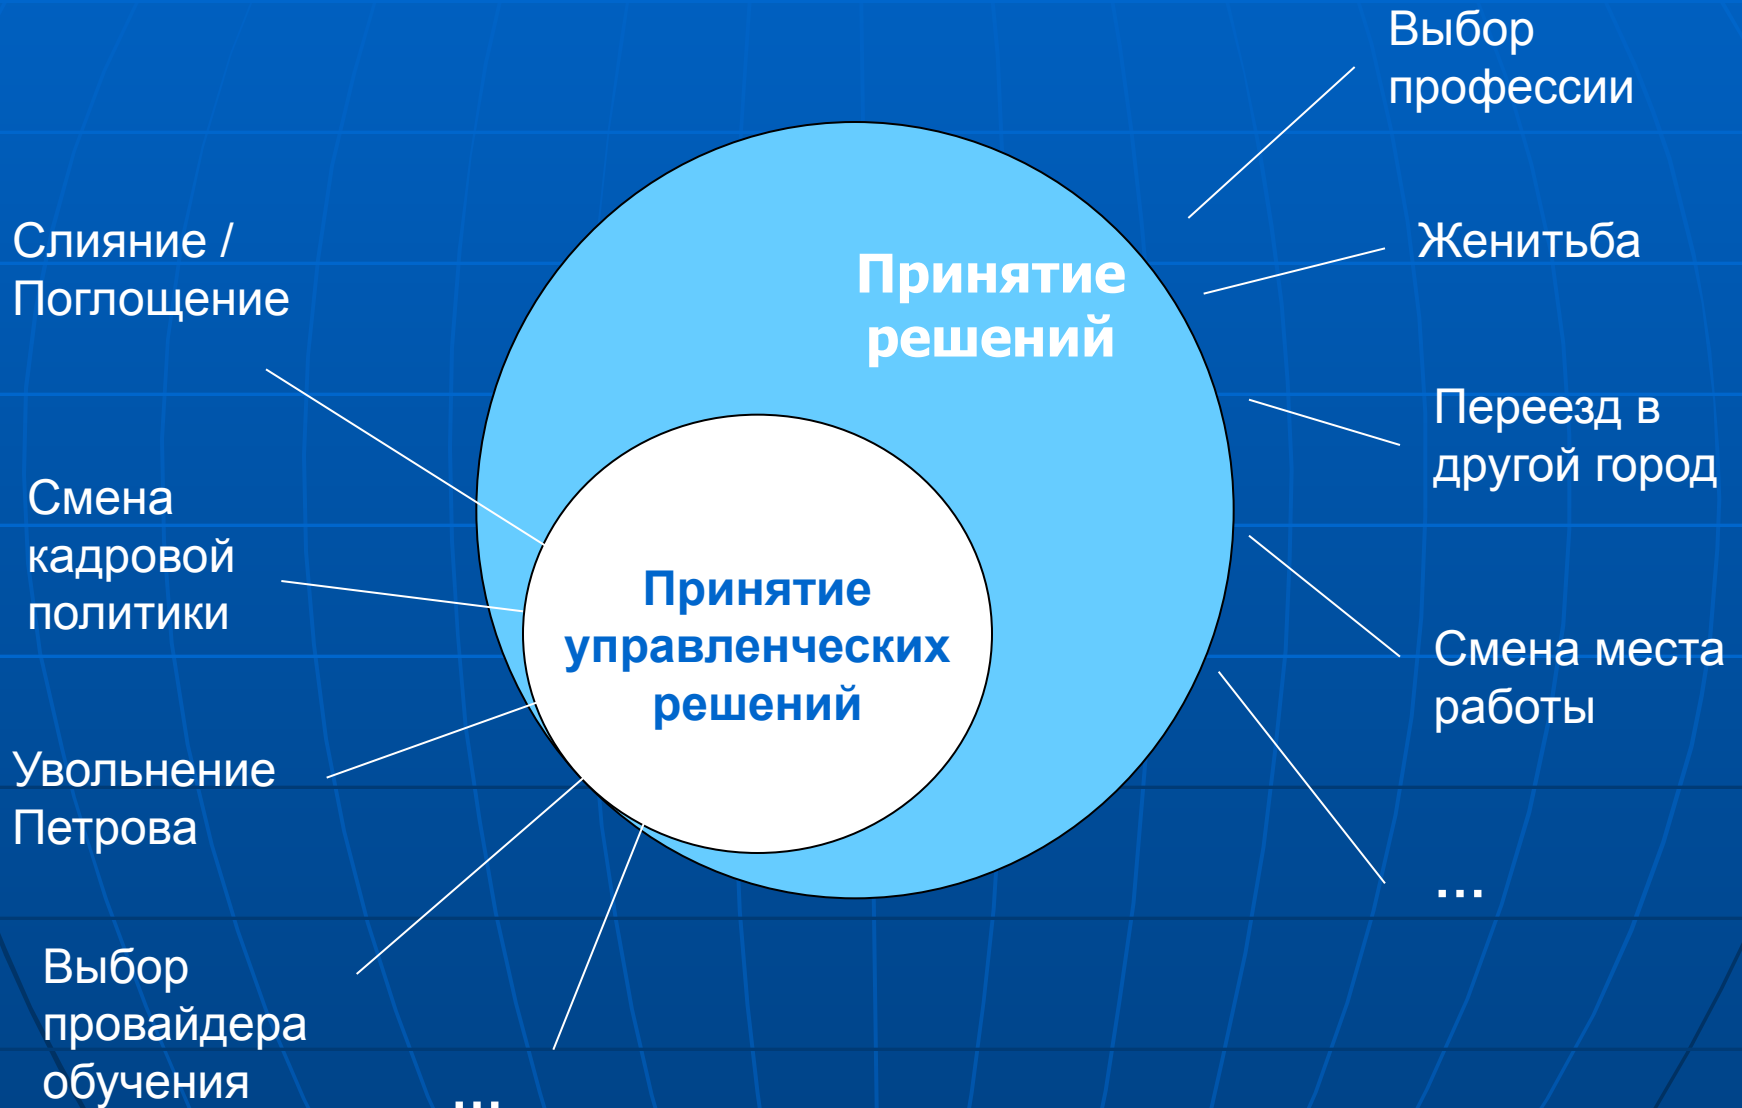 Выбор
профессии
Слияние /
Поглощение
Принятие
решений
Женитьба
Переезд в
другой город
Смена
кадровой
политики
Принятие
управленческих
решений
Смена места
работы
Увольнение
Петрова
...
Выбор
провайдера
обучения
...